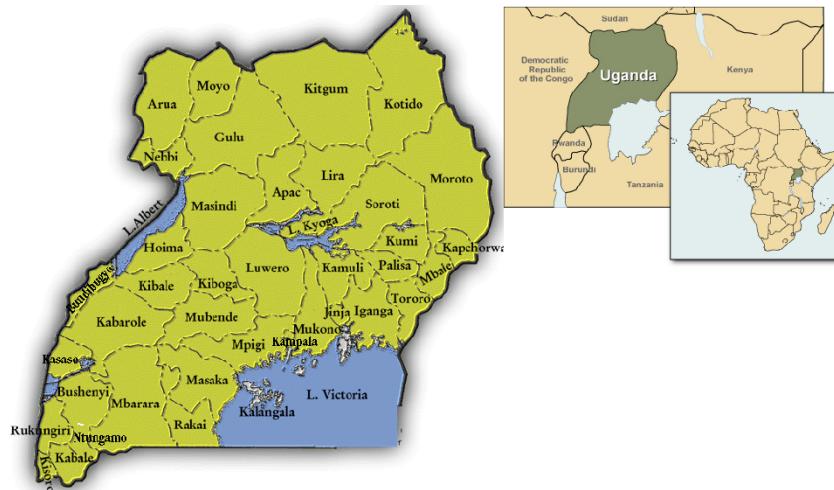 Arua
Moyo
Kitgum
Kotido
Gulu
Nebbi
Lira
Apac
Moroto
L.Albert
Masindi
Soroti
L. Kyoga
Hoima
Kumi
Kapchorwa
Luwero
Kamuli
Palisa
Mbale
Bundibugyo
Kibale
Kiboga
Tororo
Kabarole
Mubende
Jinja
Iganga
Mukono
Mpigi
Kampala
Kasase
Masaka
Bushenyi
Mbarara
Kalangala
L. Victoria
Rukungiri
Ntungamo
Rakai
Kabale
Kisoro
Sudan
Democratic
Republic
of the Congo
Uganda
Kenya
Rwanda
Burundi
Tanzania